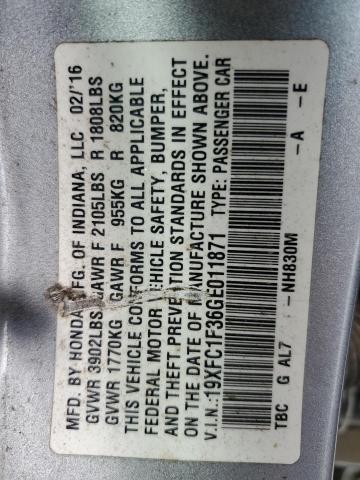 MFD. BY HONDA MFG. OF INDIANA, LLC 02/'16
GVWR 3902LBS GAWR F 2105LBS R 1808LBS
GVWR 1770KG GAWR F 955KG R 820KG
THIS VEHICLE CONFORMS TO ALL APPLICABLE
FEDERAL MOTOR VEHICLE SAFETY, BUMPER,
AND THEFT PREVENTION STANDARDS IN EFFECT
ON THE DATE OF MANUFACTURE SHOWN ABOVE.
V.I.N.:19XFC1F36GE011871 TYPE: PASSENGER CAR
NH830M -A -E
TBC G AL7